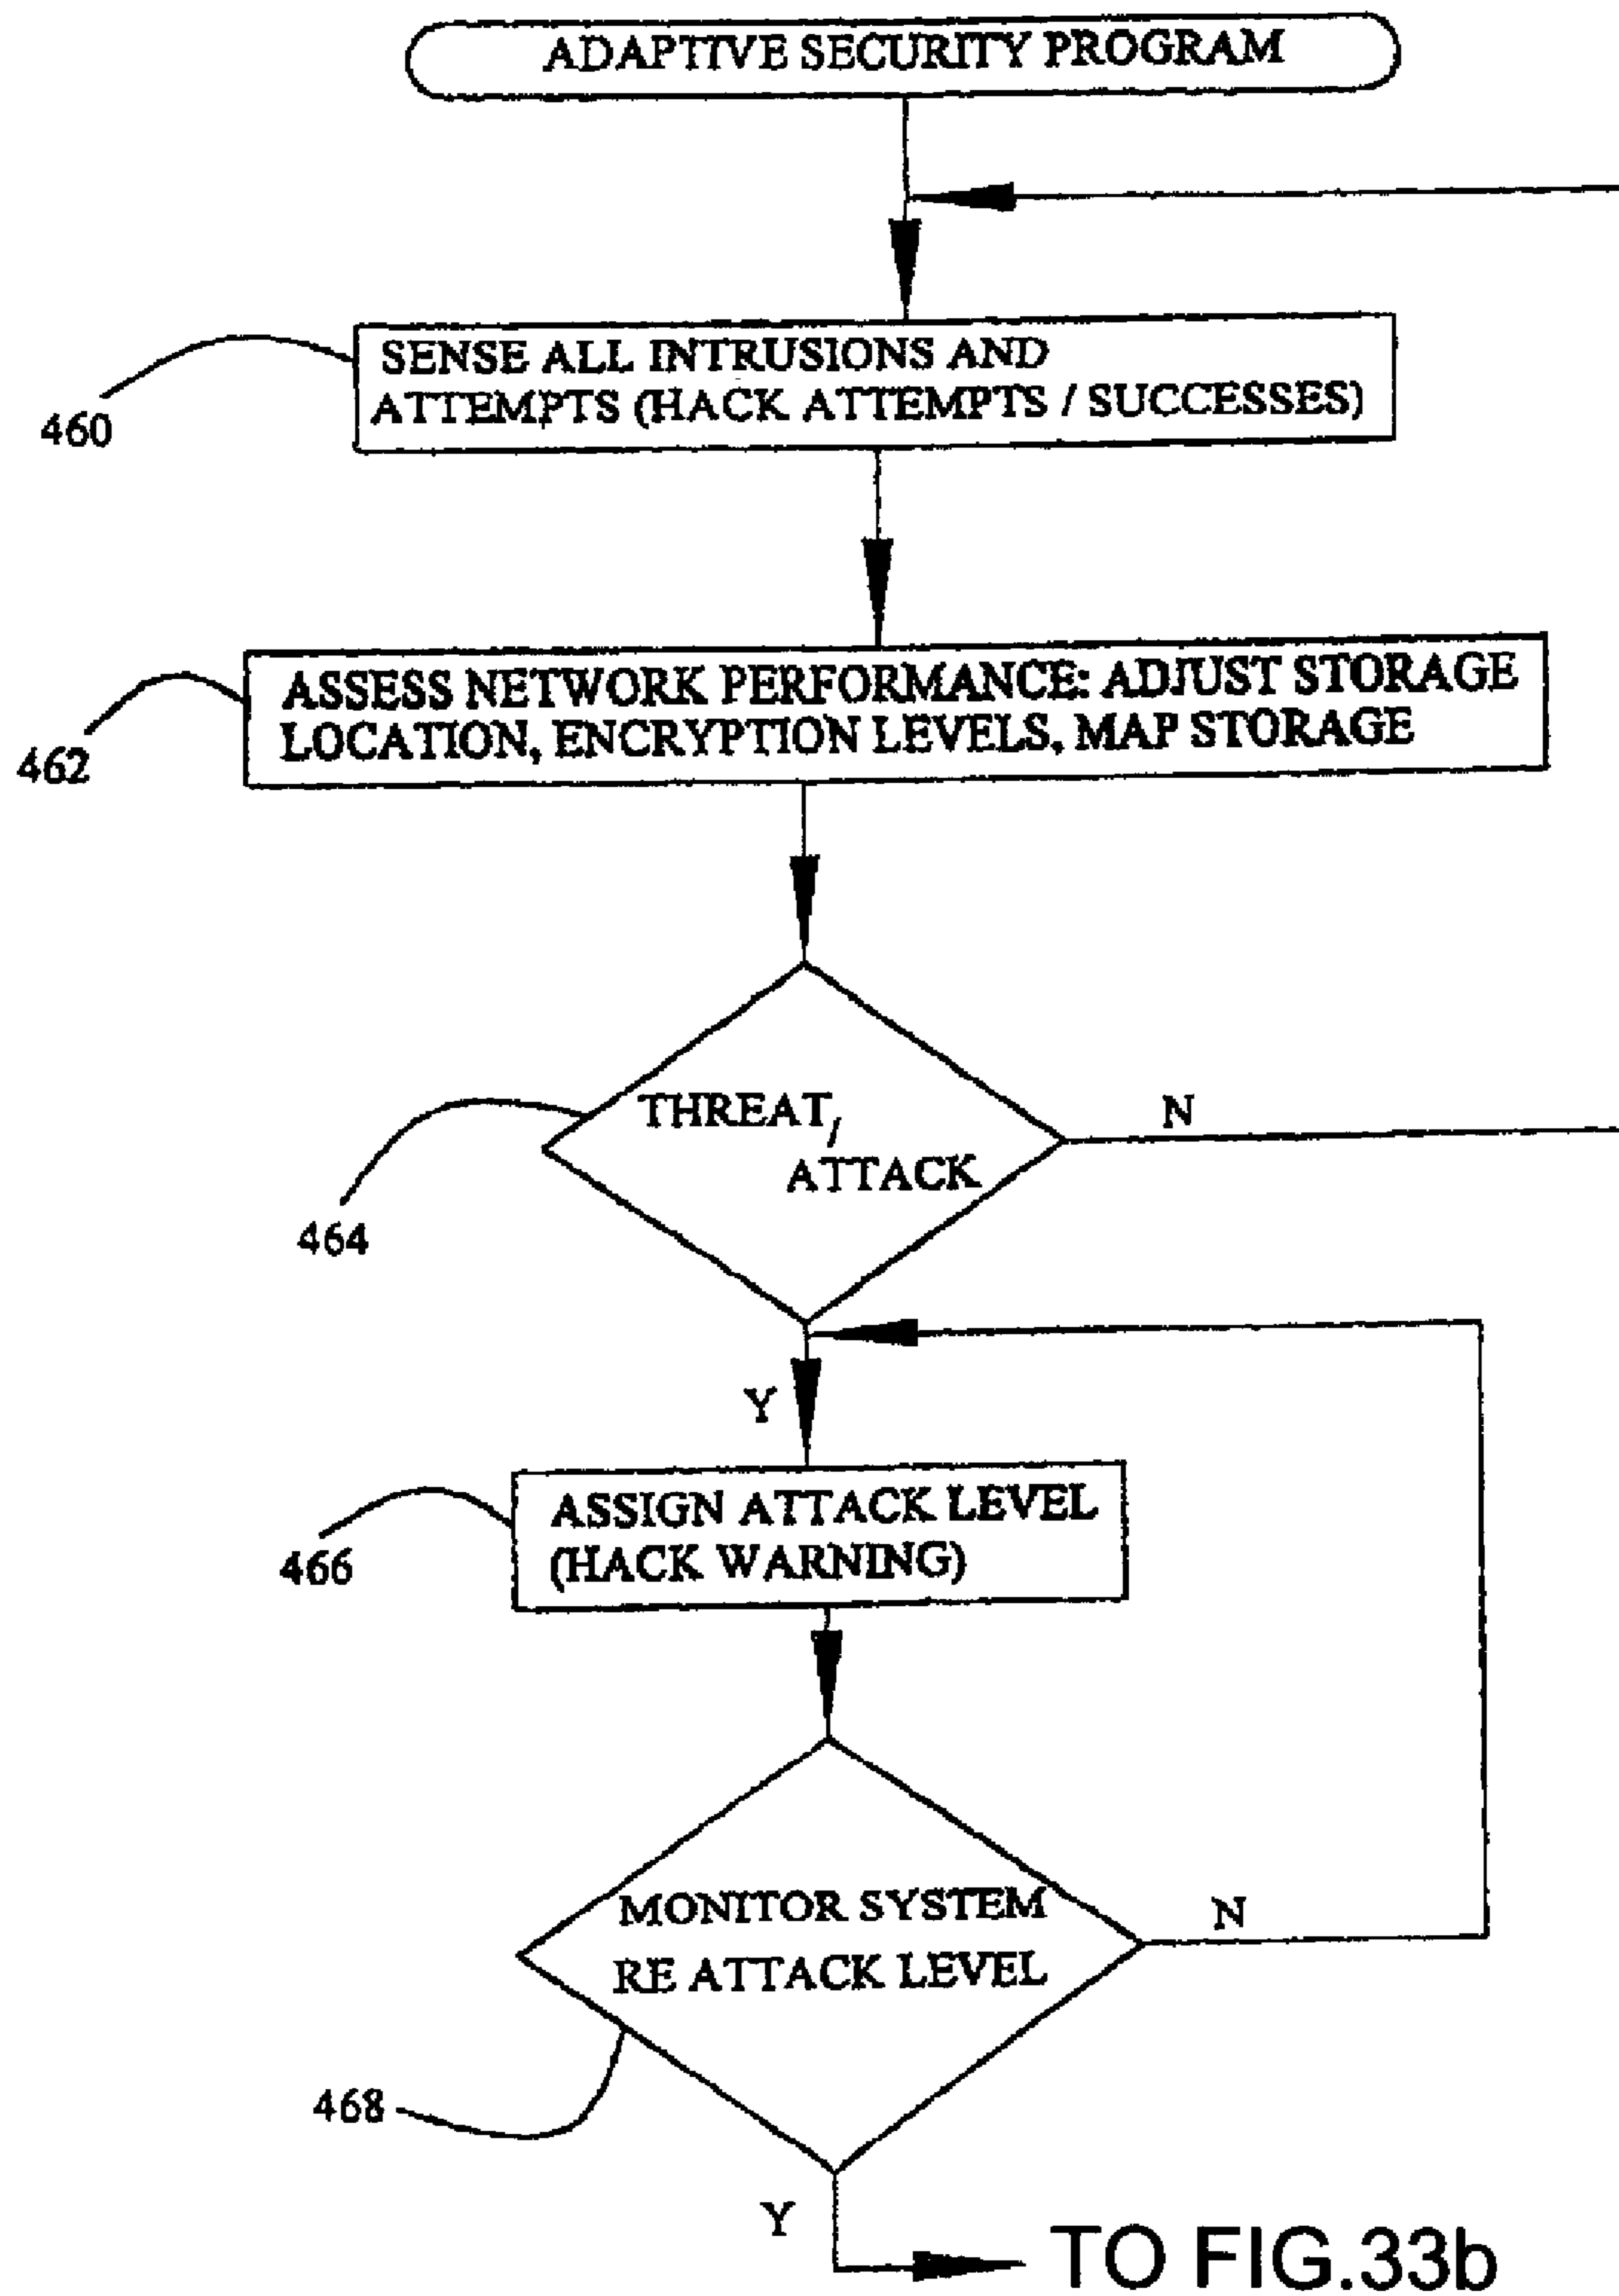 ADAPTIVE SECURITY PROGRAM
SENSE ALL INTRUSIONS AND
ATTEMPTS (HACK ATTEMPTS / SUCCESSES)
460
ASSESS NETWORK PERFORMANCE: ADJUST STORAGE
LOCATION, ENCRYPTION LEVELS, MAP STORAGE
462
THREAT/
ATTACK
N
464
Y
ASSIGN ATTACK LEVEL
(HACK WARNING)
466
MONITOR SYSTEM
RE ATTACK LEVEL
N
468
Y
TO FIG.33b